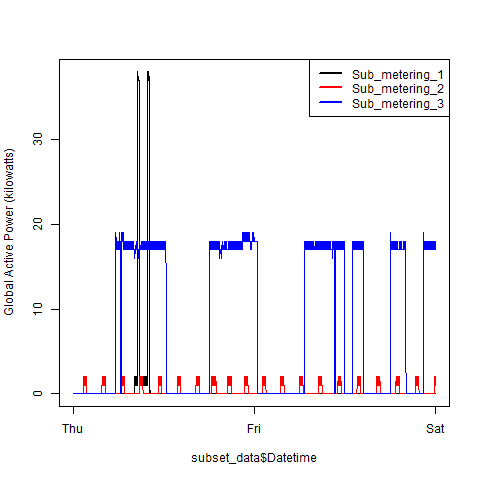 Sub_metering_1
Sub_metering_2
Sub_metering_3
Global Active Power (kilowatts)
30
20
10
0
Thu Fri Sat
subset_data$Datetime